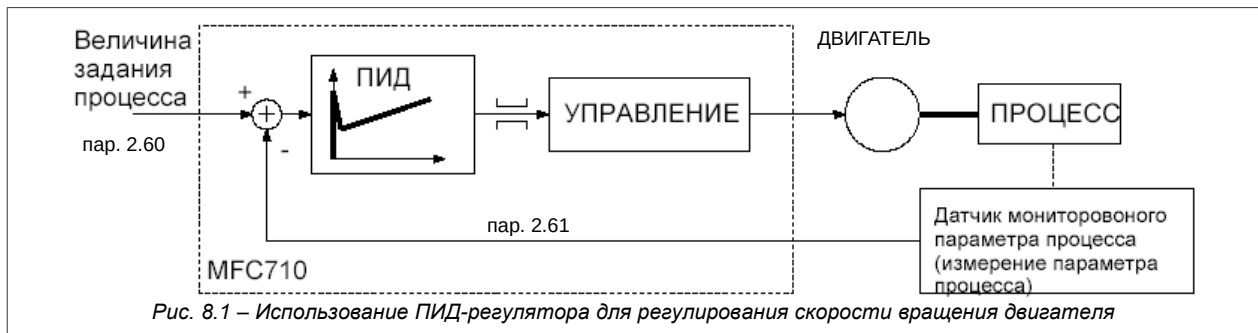 Величина
задания
процесса
пар. 2.60
+
-
ПИД
УПРАВЛЕНИЕ
ДВИГАТЕЛЬ
ПРОЦЕСС
Датчик мониторовоного
параметра процесса
(измерение параметра
процесса)
пар. 2.61
MFC710
Рис. 8.1 – Использование ПИД-регулятора для регулирования скорости вращения двигателя